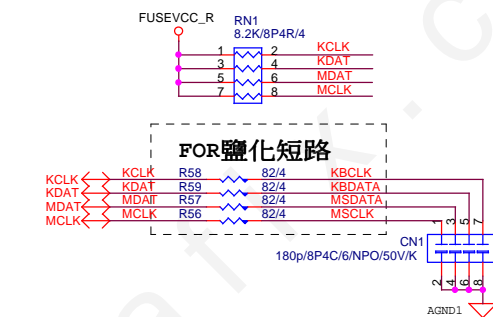 FUSEVCC_R
RN1
8.2K/8P4R/4
1 2 KCLK
3 4 KDAT
5 6 MDAT
7 8 MCLK
FOR鹽化短路
KCLK KCLK R58 82/4 KBCLK
KDAT KDAT R59 82/4 KBDATA
MDAT MDAT R57 82/4 MSDATA
MCLK MCLK R56 82/4 MSCLK
1 3 5 7
CN1
180p/8P4C/6/NPO/50V/K
2 4 6 8
AGND1